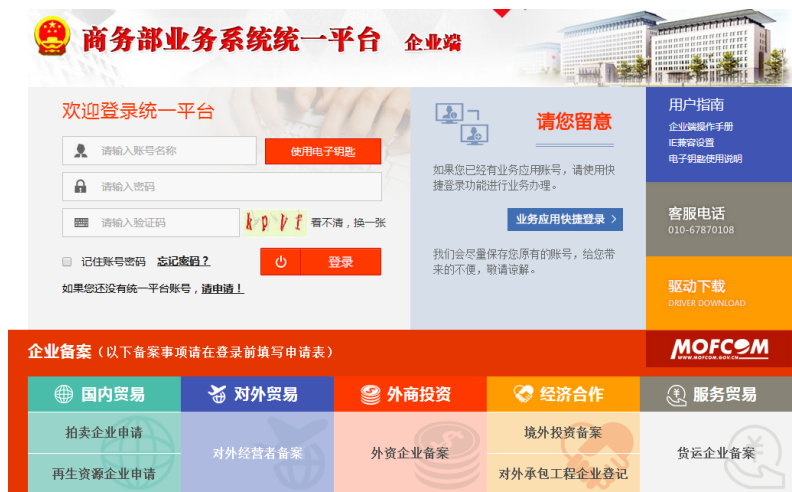 商务部业务系统统一平台 企业端
欢迎登录统一平台
请输入账号名称
使用电子钥匙
请输入密码
请输入验证码
kpVf
看不清，换一张
记住账号密码 忘记密码？
登录
如果您还没有统一平台账号，请申请！
请您留意
如果您已经有业务应用账号，请使用快
捷登录功能进行业务办理。
业务应用快捷登录 >
我们会尽量保存您原有的账号，给您带
来的不便，敬请谅解。
用户指南
企业端操作手册
IE兼容设置
电子钥匙使用说明
客服电话
010-67870108
驱动下载
DRIVER DOWNLOAD
企业备案（以下备案事项请在登录前填写申请表）
MOFCOM
WWW.MOFCOM.GOV.CN
国内贸易
对外贸易
外商投资
经济合作
服务贸易
拍卖企业申请
再生资源企业申请
对外经营者备案
外资企业备案
境外投资备案
对外承包工程企业登记
货运企业备案